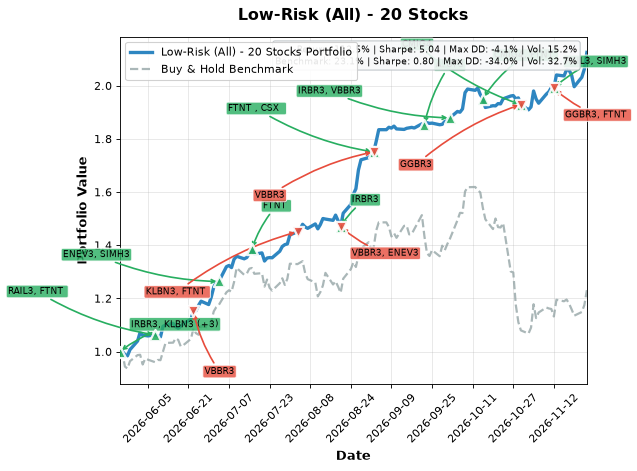 Low-Risk (All) - 20 Stocks
Low-Risk (All) - 20 Stocks Portfolio
Buy & Hold Benchmark
5% | Sharpe: 5.04 | Max DD: -4.1% | Vol: 15.2%
Benchmark: 23.1% | Sharpe: 0.80 | Max DD: -34.0% | Vol: 32.7%
L3, SIMH3
IRBR3, VBBR3
FTNT , CSX
GGBR3, FTNT
GGBR3
VBBR3
FTNT
IRBR3
ENEV3, SIMH3
VBBR3, ENEV3
RAIL3, FTNT
KLBN3, FTNT
IRBR3, KLBN3 (+3)
VBBR3
Portfolio Value
2.0
1.8
1.6
1.4
1.2
1.0
2026-06-05
2026-06-21
2026-07-07
2026-07-23
2026-08-08
2026-08-24
2026-09-09
2026-09-25
2026-10-11
2026-10-27
2026-11-12
Date